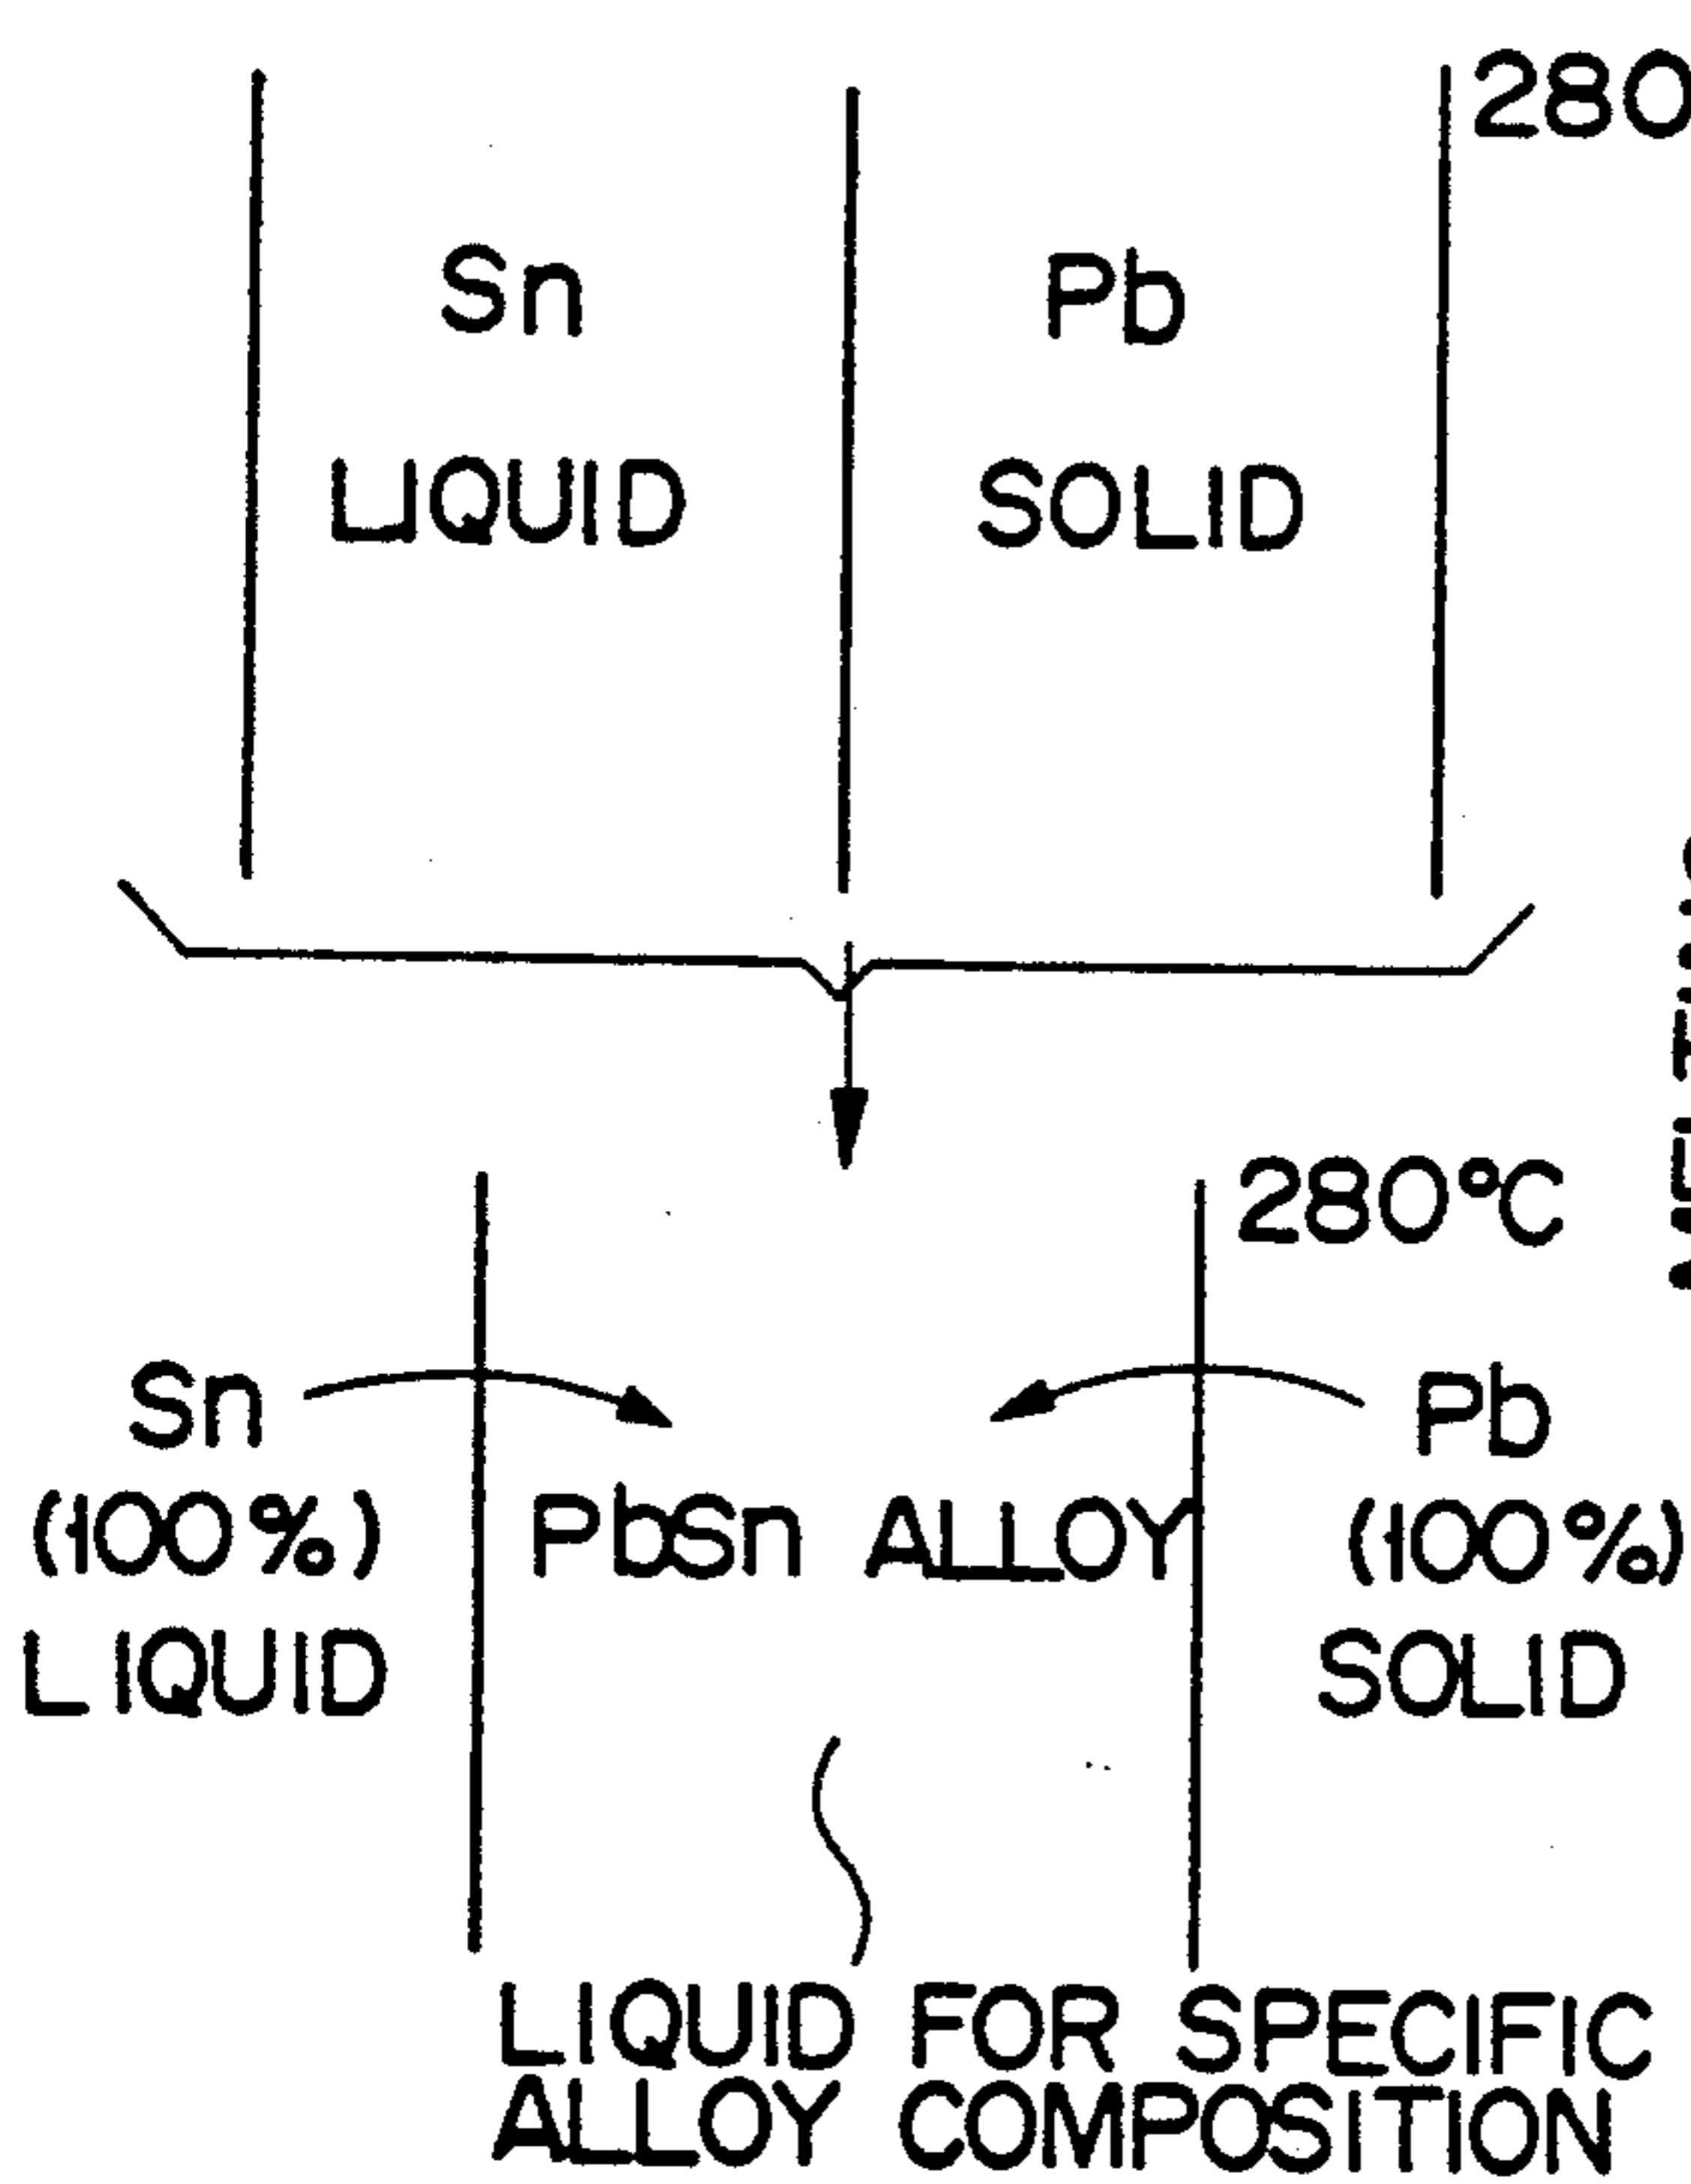 280
Sn Pb
LIQUID SOLID
280°C
Sn Pb
(100%) PbSn ALLOY (100%)
LIQUID SOLID
LIQUID FOR SPECIFIC
ALLOY COMPOSITION